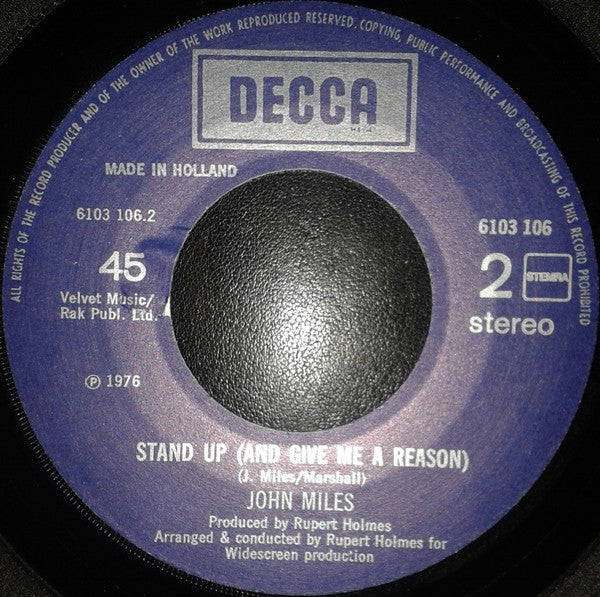 ALL RIGHTS OF THE RECORD PRODUCER AND OF THE OWNER OF THE WORK REPRODUCED RESERVED. COPYING, PUBLIC PERFORMANCE AND BROADCASTING OF THIS RECORD PROHIBITED
DECCA
MADE IN HOLLAND
6103 106.2
6103 106
45
2
STEMRA
Velvet Music/
Rak Publ. Ltd.
stereo
℗ 1976
STAND UP (AND GIVE ME A REASON)
(J. Miles/Marshall)
JOHN MILES
Produced by Rupert Holmes
Arranged & conducted by Rupert Holmes for
Widescreen production